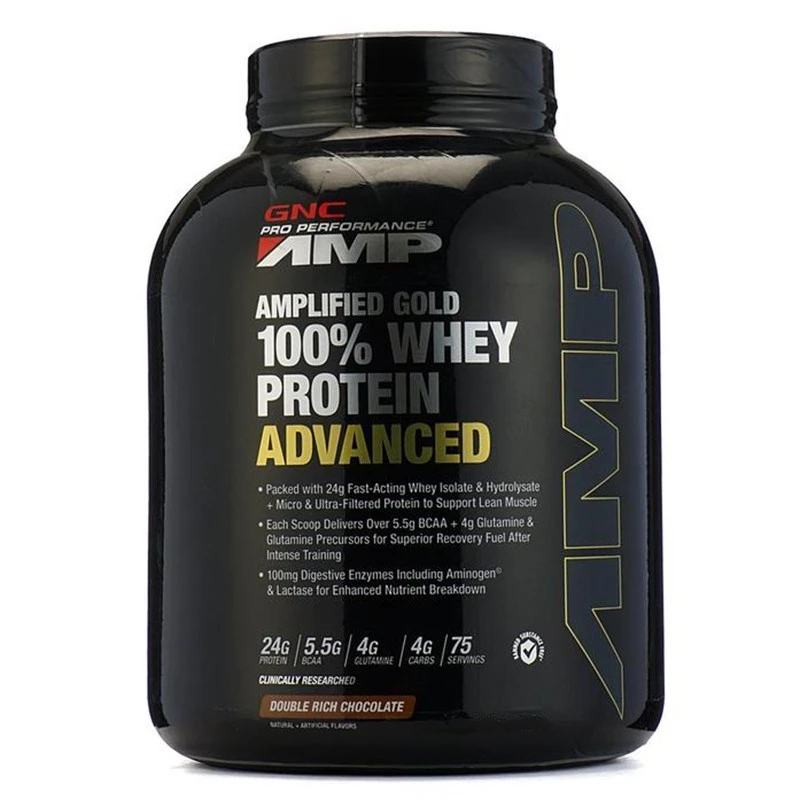 GNC
PRO PERFORMANCE®
AMP
AMPLIFIED GOLD
100% WHEY
PROTEIN
ADVANCED
• Packed with 24g Fast-Acting Whey Isolate & Hydrolysate
+ Micro & Ultra-Filtered Protein to Support Lean Muscle
• Each Scoop Delivers Over 5.5g BCAA + 4g Glutamine &
Glutamine Precursors for Superior Recovery Fuel After
Intense Training
• 100mg Digestive Enzymes Including Aminogen®
& Lactase for Enhanced Nutrient Breakdown
24G 5.5G 4G 4G 75
PROTEIN BCAA GLUTAMINE CARBS SERVINGS
CLINICALLY RESEARCHED
DOUBLE RICH CHOCOLATE
NATURAL + ARTIFICIAL FLAVORS
BANNED SUBSTANCE FREE
AMP